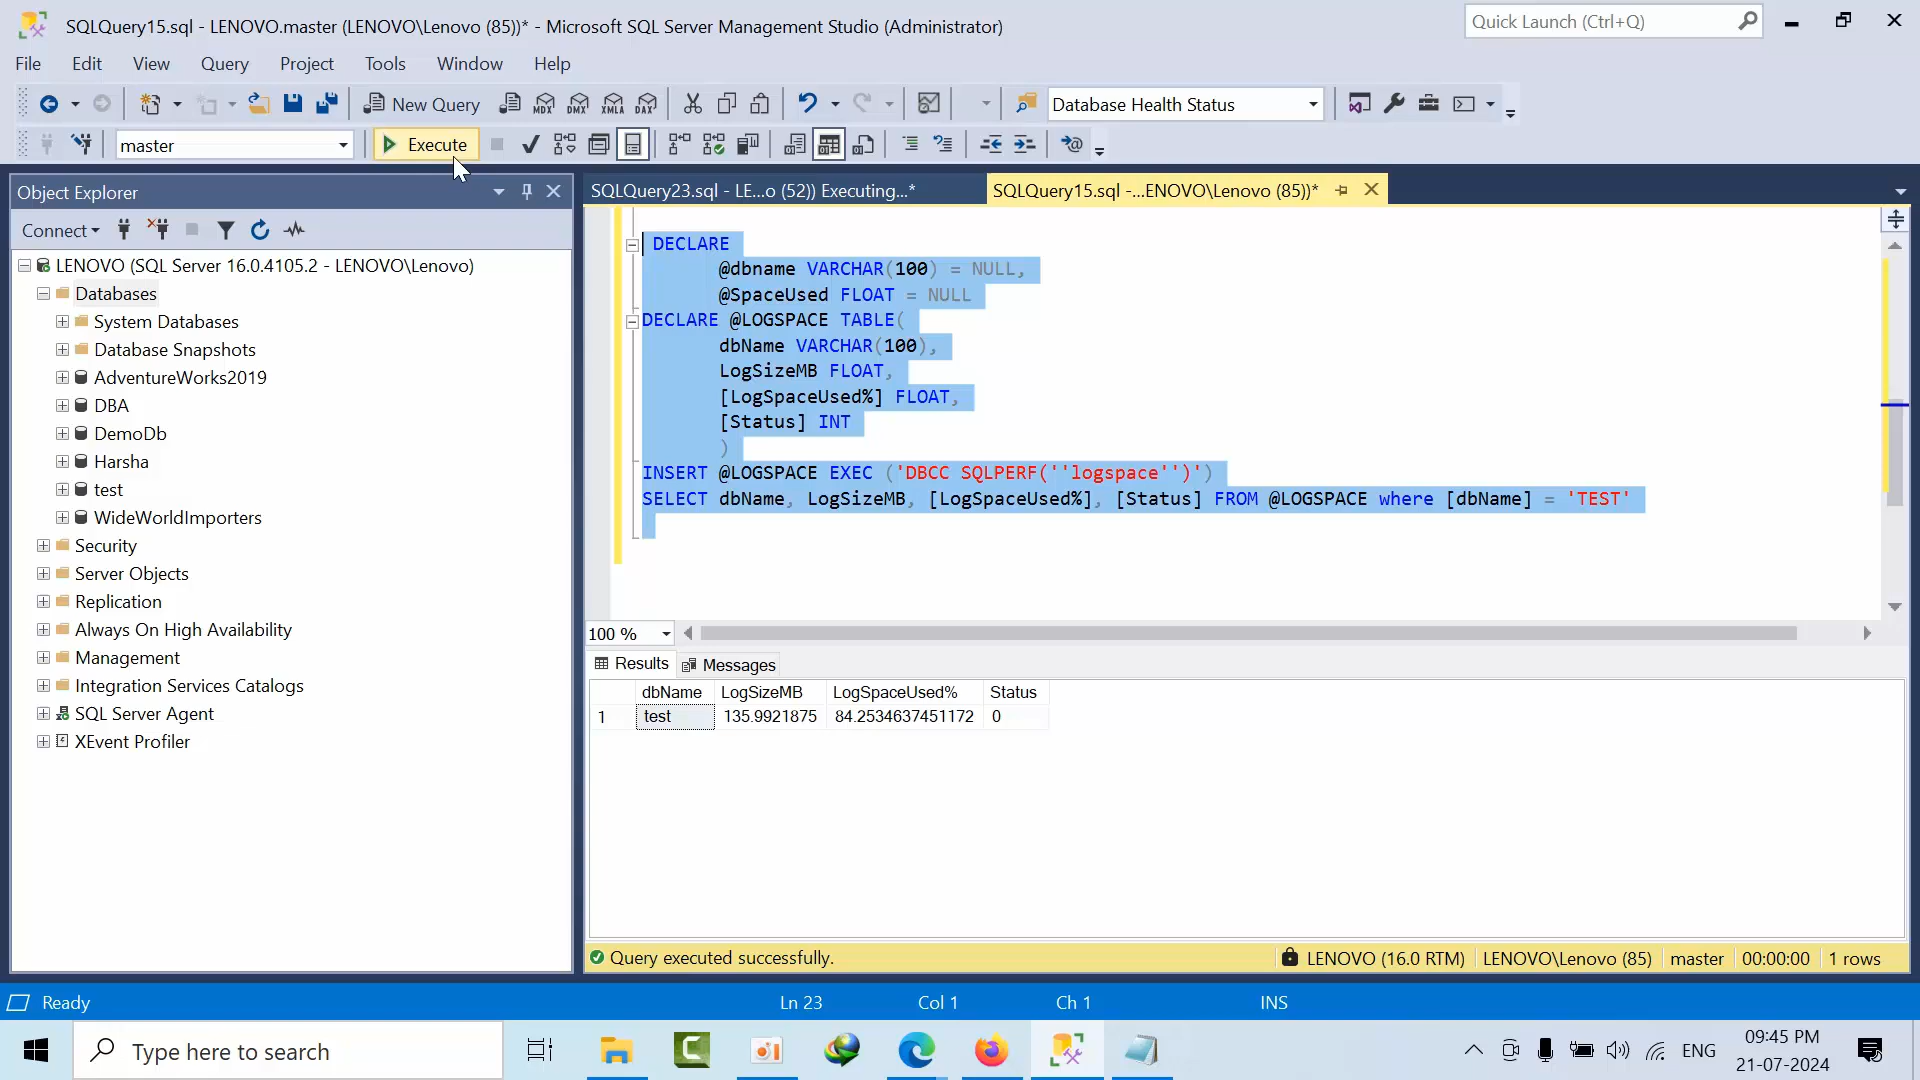 SQLQuery15.sql - LENOVO.master (LENOVO\Lenovo (85))* - Microsoft SQL Server Management Studio (Administrator)
Quick Launch (Ctrl+Q)
File Edit View Query Project Tools Window Help
New Query
MDX DMX XMLA DAX
Database Health Status
master
Execute
Object Explorer
SQLQuery23.sql - LE...o (52)) Executing...*
SQLQuery15.sql -...ENOVO\Lenovo (85))*
Connect
LENOVO (SQL Server 16.0.4105.2 - LENOVO\Lenovo)
Databases
System Databases
Database Snapshots
AdventureWorks2019
DBA
DemoDb
Harsha
test
WideWorldImporters
Security
Server Objects
Replication
Always On High Availability
Management
Integration Services Catalogs
SQL Server Agent
XEvent Profiler
DECLARE
@dbname VARCHAR(100) = NULL,
@SpaceUsed FLOAT = NULL
DECLARE @LOGSPACE TABLE(
dbName VARCHAR(100),
LogSizeMB FLOAT,
[LogSpaceUsed%] FLOAT,
[Status] INT
)
INSERT @LOGSPACE EXEC ('DBCC SQLPERF(''logspace'')')
SELECT dbName, LogSizeMB, [LogSpaceUsed%], [Status] FROM @LOGSPACE where [dbName] = 'TEST'
100 %
Results Messages
dbName LogSizeMB LogSpaceUsed% Status
1 test 135.9921875 84.2534637451172 0
Query executed successfully.
LENOVO (16.0 RTM) LENOVO\Lenovo (85) master 00:00:00 1 rows
Ready Ln 23 Col 1 Ch 1 INS
Type here to search
ENG
09:45 PM
21-07-2024